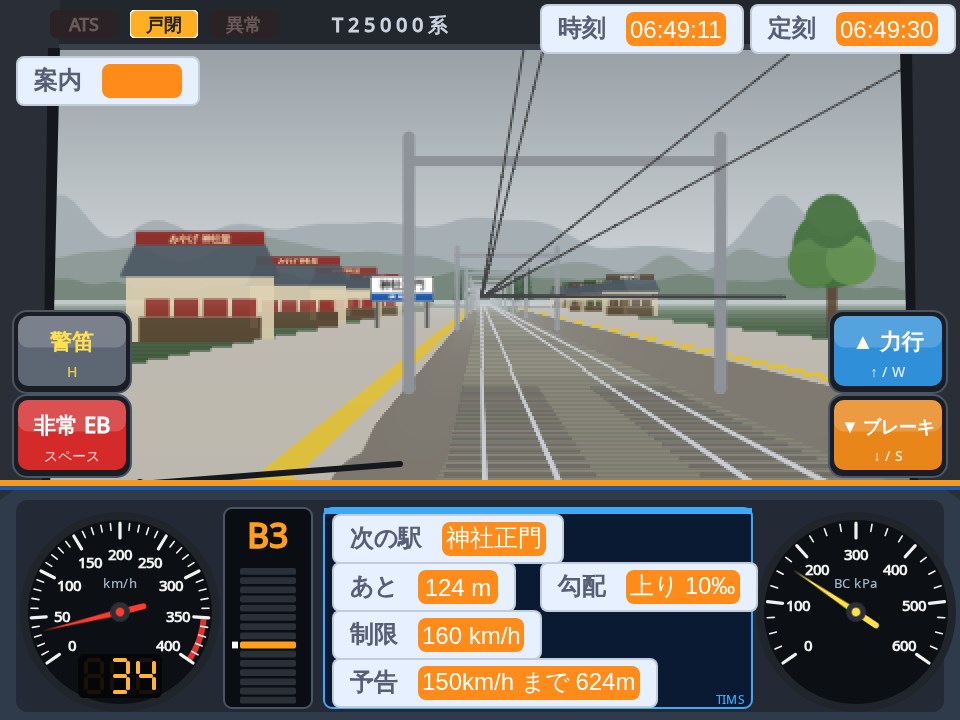 ATS 戸閉 異常 T25000系 時刻 06:49:11 定刻 06:49:30
案内
警笛
H
非常 EB
スペース
▲ 力行
↑ / W
▼ ブレーキ
↓ / S
0 50 100 150 200 250 300 350 400
km/h
34
B3
次の駅 神社正門
あと 124 m 勾配 上り 10‰
制限 160 km/h
予告 150km/h まで 624m
TIMS
0 100 200 300 400 500 600
BC kPa